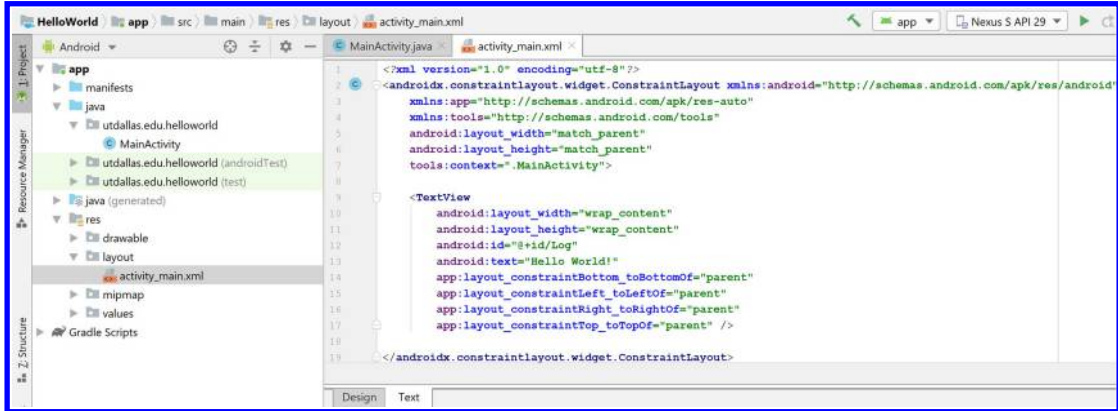 HelloWorld app src main res layout activity_main.xml app Nexus S API 29
Android MainActivity.java activity_main.xml
1: Project
Resource Manager
Z: Structure
app
manifests
java
utdallas.edu.helloworld
MainActivity
utdallas.edu.helloworld (androidTest)
utdallas.edu.helloworld (test)
java (generated)
res
drawable
layout
activity_main.xml
mipmap
values
Gradle Scripts
1 <?xml version="1.0" encoding="utf-8"?>
2 <androidx.constraintlayout.widget.ConstraintLayout xmlns:android="http://schemas.android.com/apk/res/android"
3 xmlns:app="http://schemas.android.com/apk/res-auto"
4 xmlns:tools="http://schemas.android.com/tools"
5 android:layout_width="match_parent"
6 android:layout_height="match_parent"
7 tools:context=".MainActivity">
8
9 <TextView
10 android:layout_width="wrap_content"
11 android:layout_height="wrap_content"
12 android:id="@+id/Log"
13 android:text="Hello World!"
14 app:layout_constraintBottom_toBottomOf="parent"
15 app:layout_constraintLeft_toLeftOf="parent"
16 app:layout_constraintRight_toRightOf="parent"
17 app:layout_constraintTop_toTopOf="parent" />
18
19 </androidx.constraintlayout.widget.ConstraintLayout>
Design Text